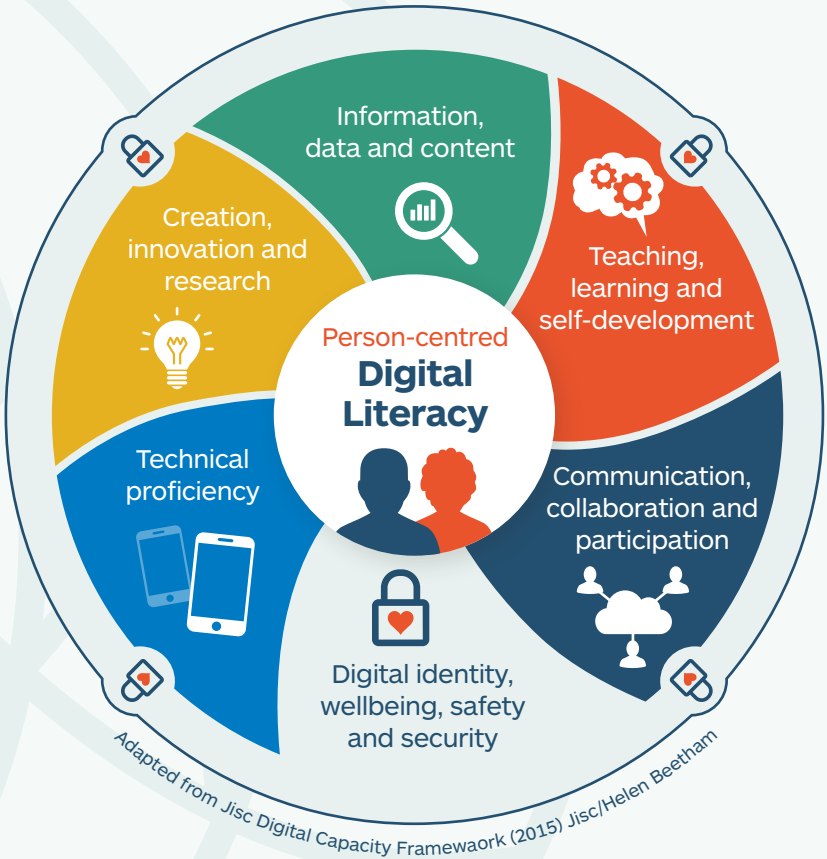 Information,
data and content
Teaching,
learning and
self-development
Communication,
collaboration and
participation
Digital identity,
wellbeing, safety
and security
Technical
proficiency
Creation,
innovation and
research
Person-centred
Digital
Literacy
Adapted from Jisc Digital Capacity Framewaork (2015) Jisc/Helen Beetham